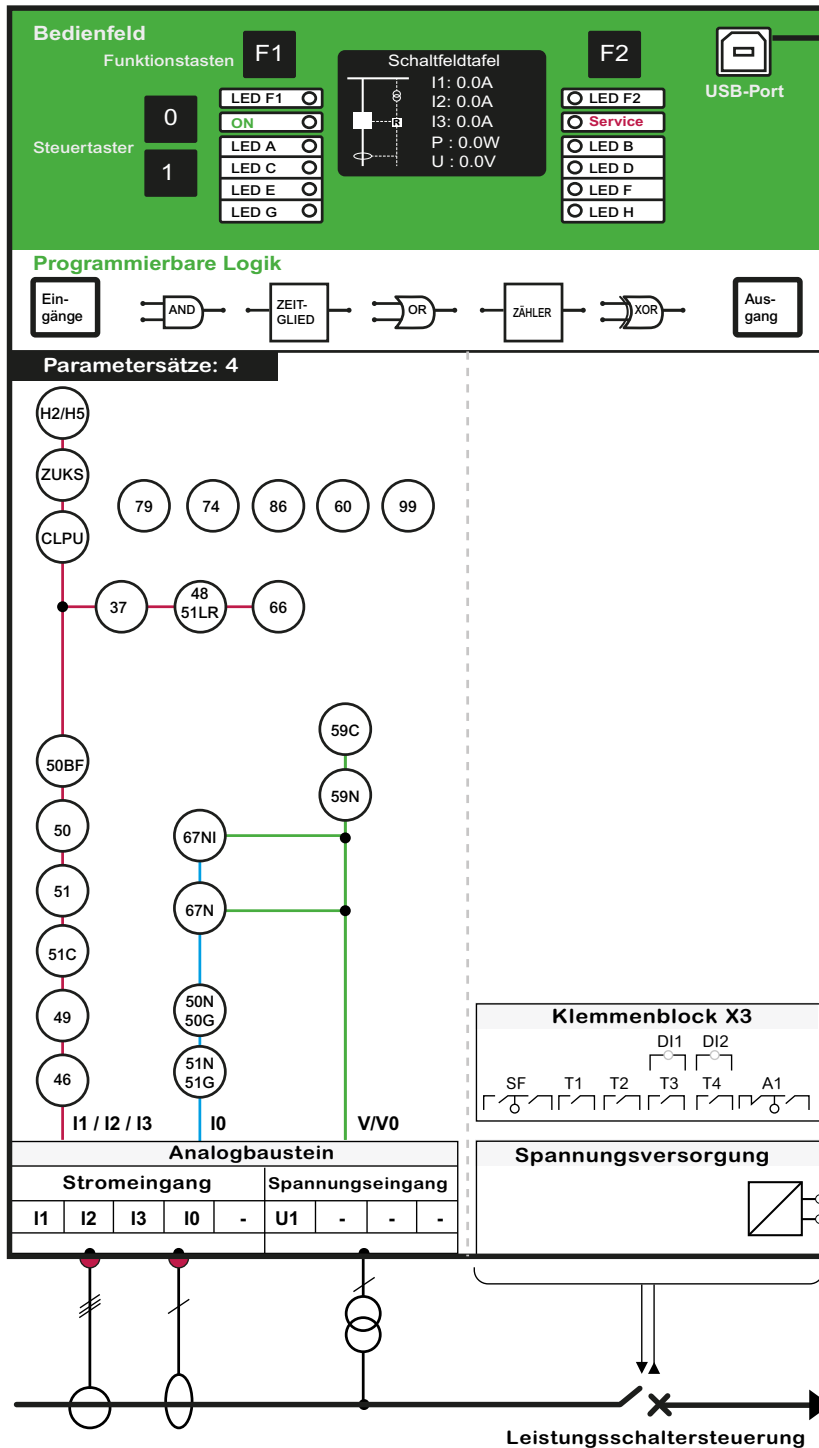 Bedienfeld
Funktionstasten
F1
Schaltfeldtafel
F2
USB-Port
I1: 0.0A
I2: 0.0A
I3: 0.0A
P : 0.0W
U : 0.0V
R
LED F1
ON
LED A
LED C
LED E
LED G
LED F2
Service
LED B
LED D
LED F
LED H
Steuertaster
0
1
Programmierbare Logik
Ein-
gänge
AND
ZEIT-
GLIED
OR
ZÄHLER
XOR
Aus-
gang
Parametersätze: 4
H2/H5
ZUKS
CLPU
79
74
86
60
99
37
48
51LR
66
59C
50BF
59N
50
67NI
51
67N
51C
49
50N
50G
46
51N
51G
I1 / I2 / I3
I0
V/V0
Klemmenblock X3
DI1 DI2
SF T1 T2 T3 T4 A1
Analogbaustein
Stromeingang
Spannungseingang
I1 I2 I3 I0 - U1 - - -
Spannungsversorgung
Leistungsschaltersteuerung